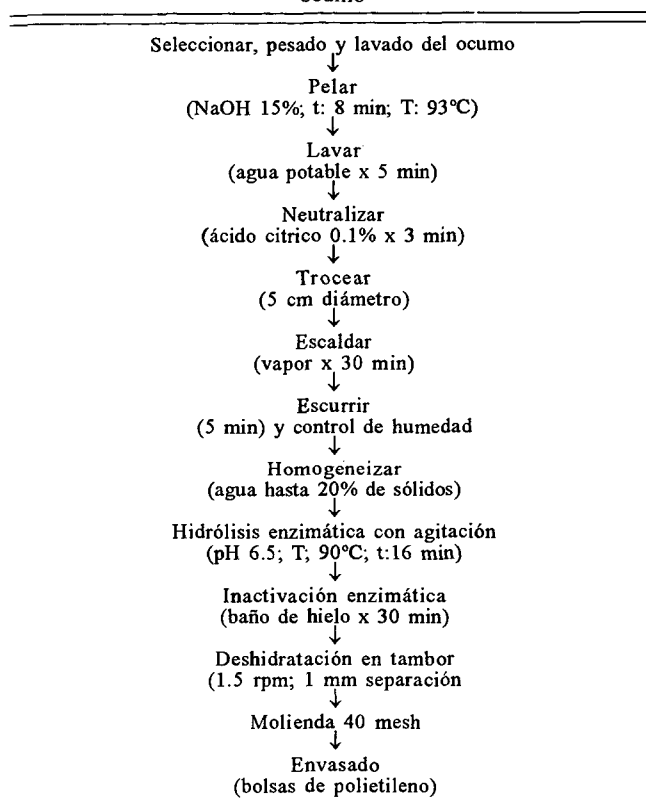 ocumo
Seleccionar, pesado y lavado del ocumo
↓
Pelar
(NaOH 15%; t: 8 min; T: 93ºC)
↓
Lavar
(agua potable x 5 min)
↓
Neutralizar
(ácido citrico 0.1% x 3 min)
↓
Trocear
(5 cm diámetro)
↓
Escaldar
(vapor x 30 min)
↓
Escurrir
(5 min) y control de humedad
↓
Homogeneizar
(agua hasta 20% de sólidos)
↓
Hidrólisis enzimática con agitación
(pH 6.5; T; 90ºC; t:16 min)
↓
Inactivación enzimática
(baño de hielo x 30 min)
↓
Deshidratación en tambor
(1.5 rpm; 1 mm separación
↓
Molienda 40 mesh
↓
Envasado
(bolsas de polietileno)